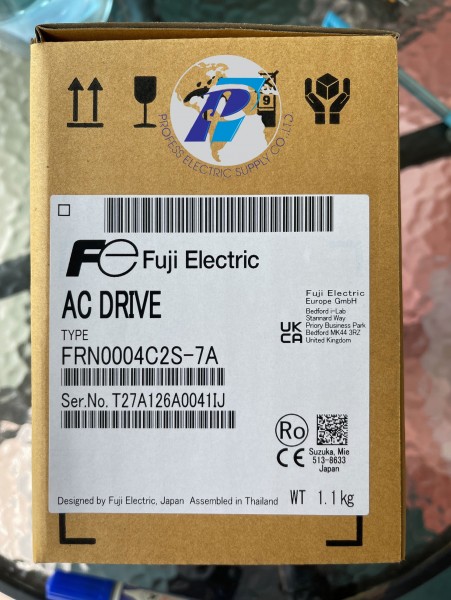 P
9
PROFESS ELECTRIC SUPPLY CO.,LTD.
Fe Fuji Electric
AC DRIVE
TYPE
FRN0004C2S-7A
Ser.No. T27A126A0041IJ
UK
CA
Fuji Electric
Europe GmbH
Bedford i-Lab
Stannard Way
Priory Business Park
Bedford MK44 3RZ
United Kingdom
Ro
CE
Suzuka, Mie
513-8633
Japan
Designed by Fuji Electric, Japan Assembled in Thailand
WT 1.1kg